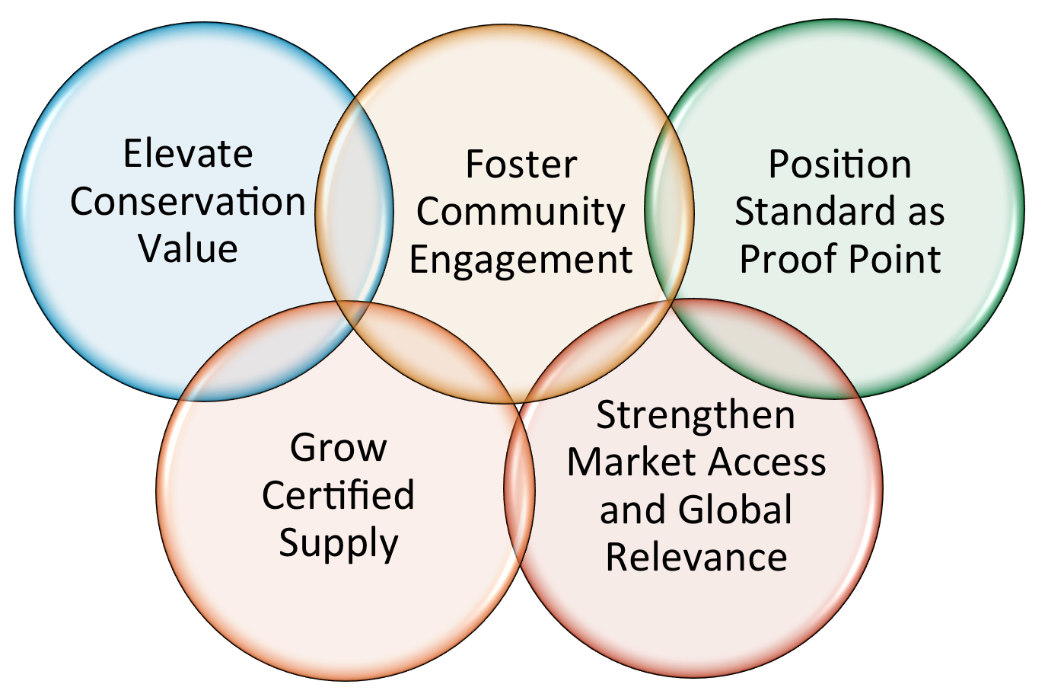 Elevate
Conservation
Value
Foster
Community
Engagement
Position
Standard as
Proof Point
Grow
Certified
Supply
Strengthen
Market Access
and Global
Relevance